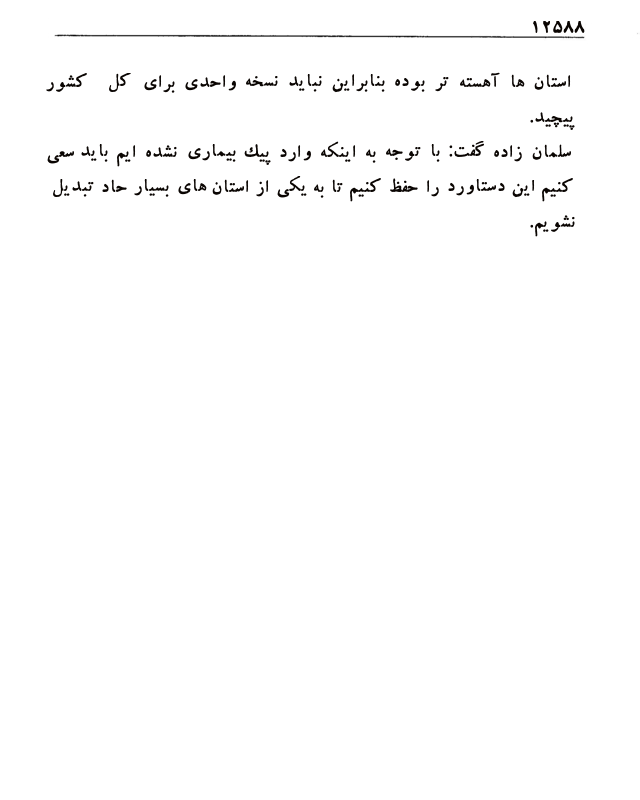 ۱۲۵۸۸
استان ها آهسته تر بوده بنابراین نباید نسخه واحدی برای کل کشور
پیچید.
سلمان زاده گفت: با توجه به اینکه وارد پیك بیماری نشده ایم باید سعی
کنیم این دستاورد را حفظ کنیم تا به یکی از استان های بسیار حاد تبدیل
نشویم.